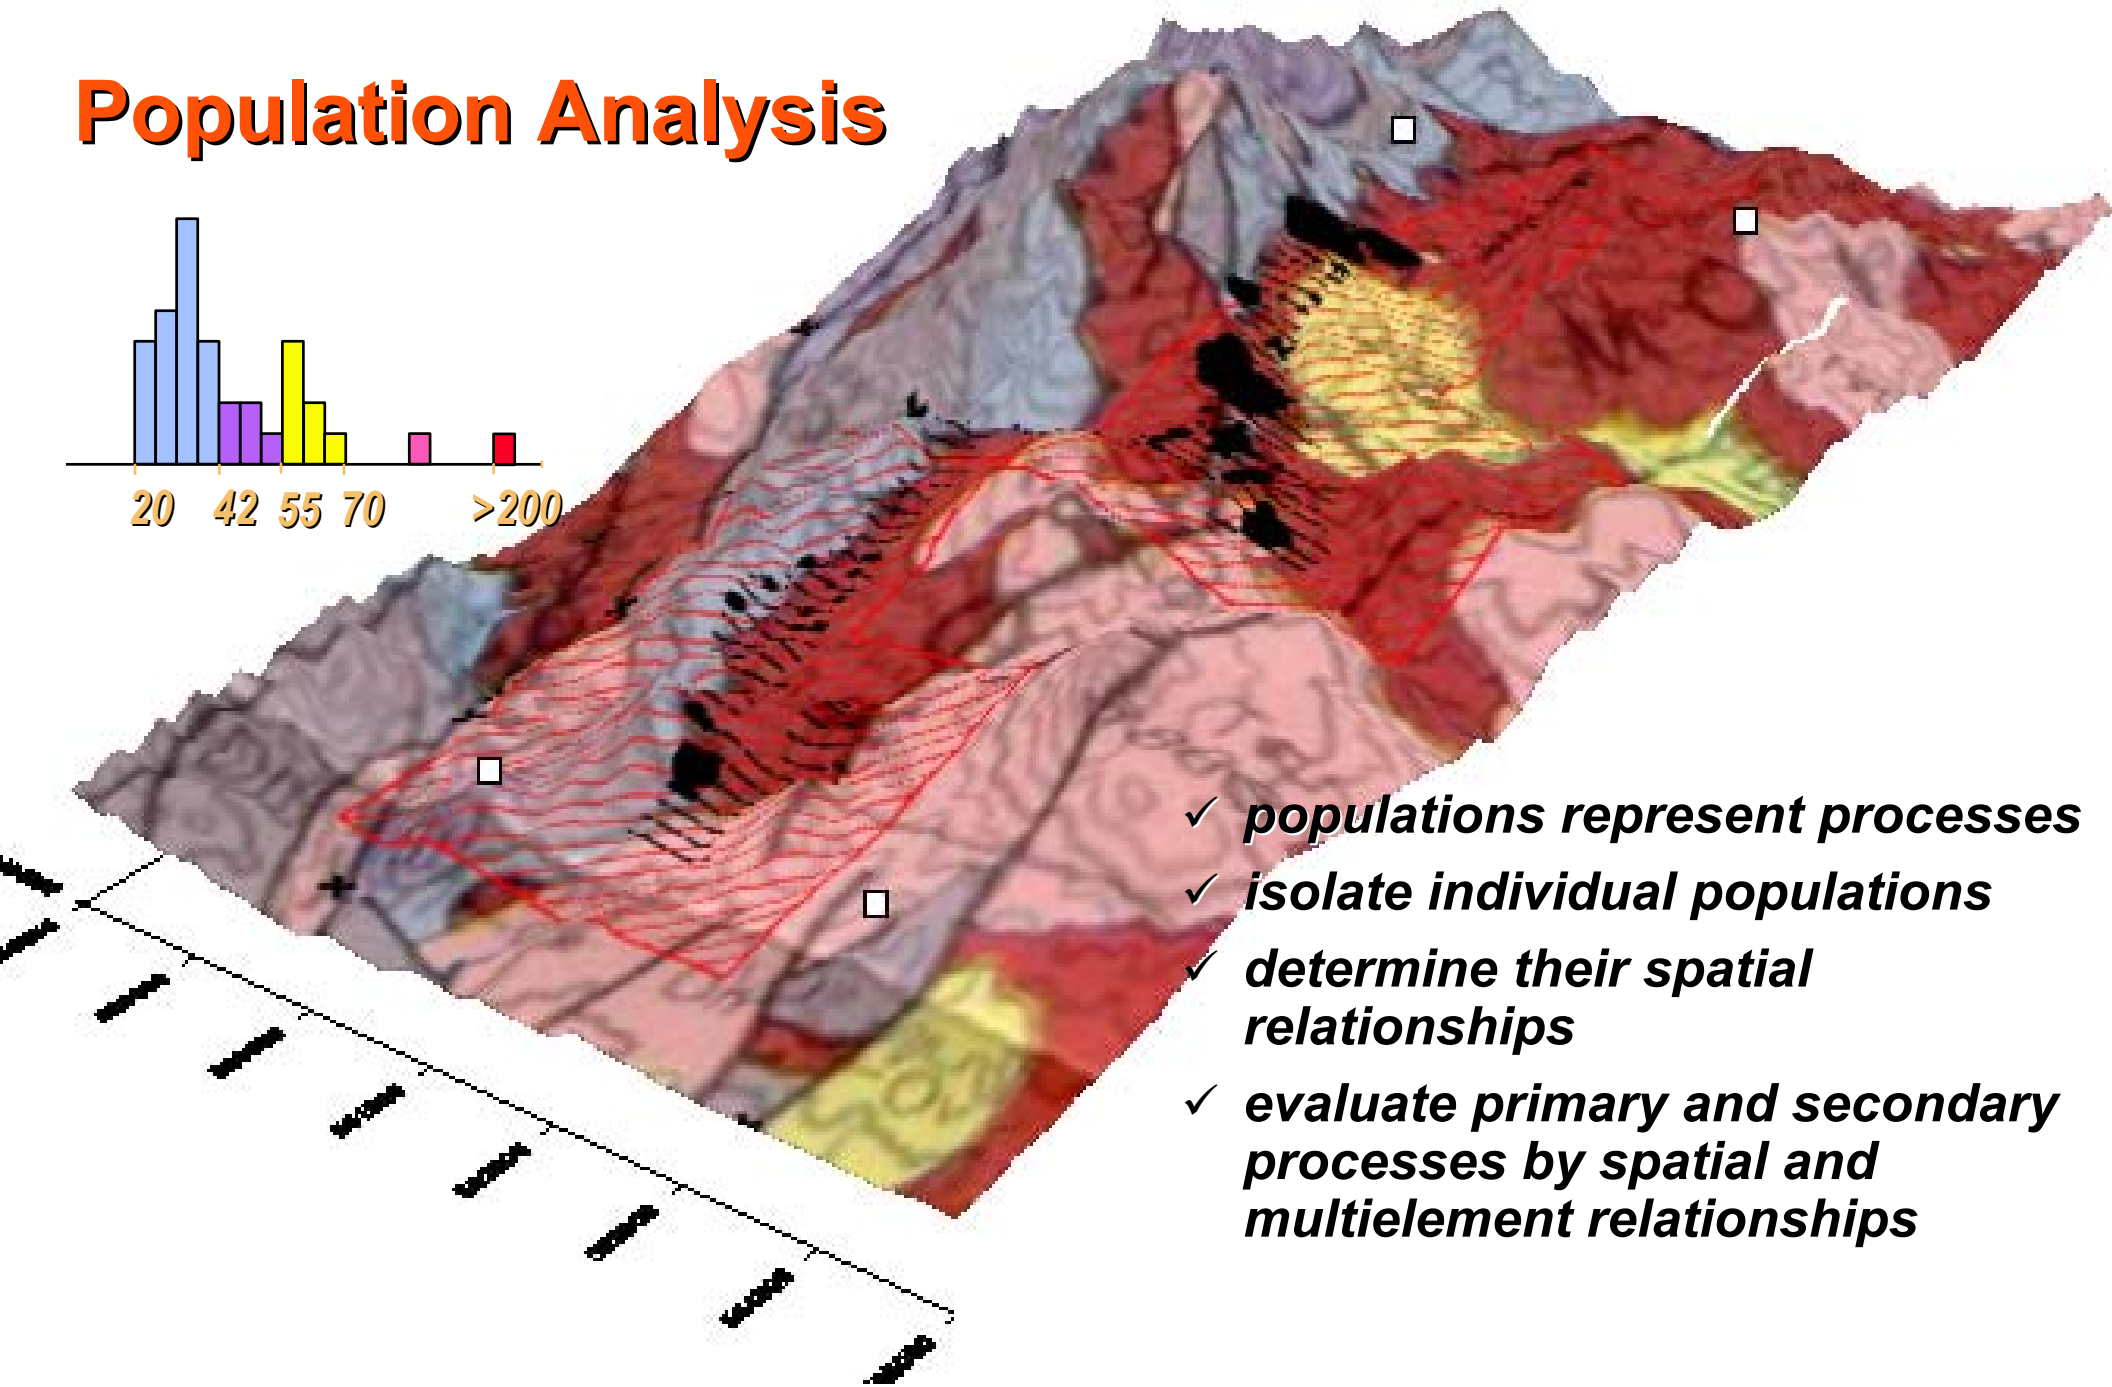 Population Analysis
20 42 55 70 >200
✓ populations represent processes
✓ isolate individual populations
✓ determine their spatial
relationships
✓ evaluate primary and secondary
processes by spatial and
multielement relationships